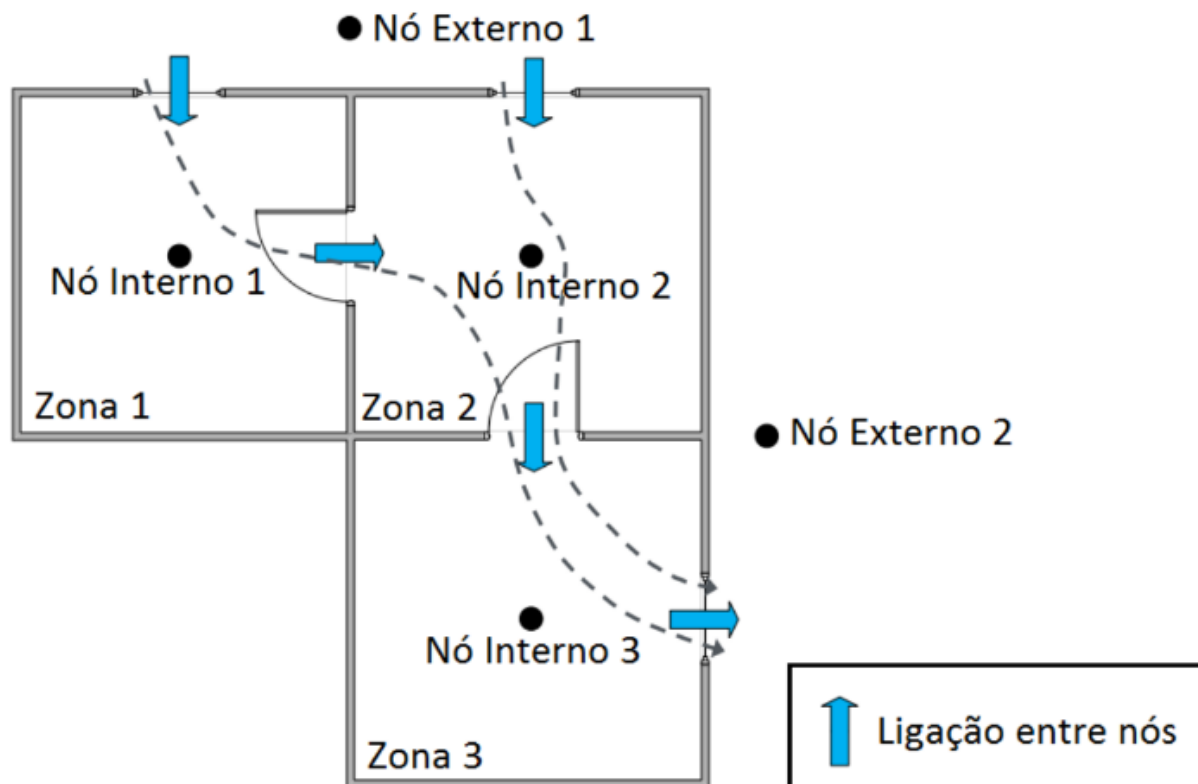 Nó Externo 1
Nó Interno 1
Nó Interno 2
Zona 1
Zona 2
Nó Externo 2
Nó Interno 3
Zona 3
Ligação entre nós